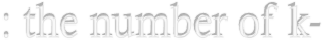 : the number of k-